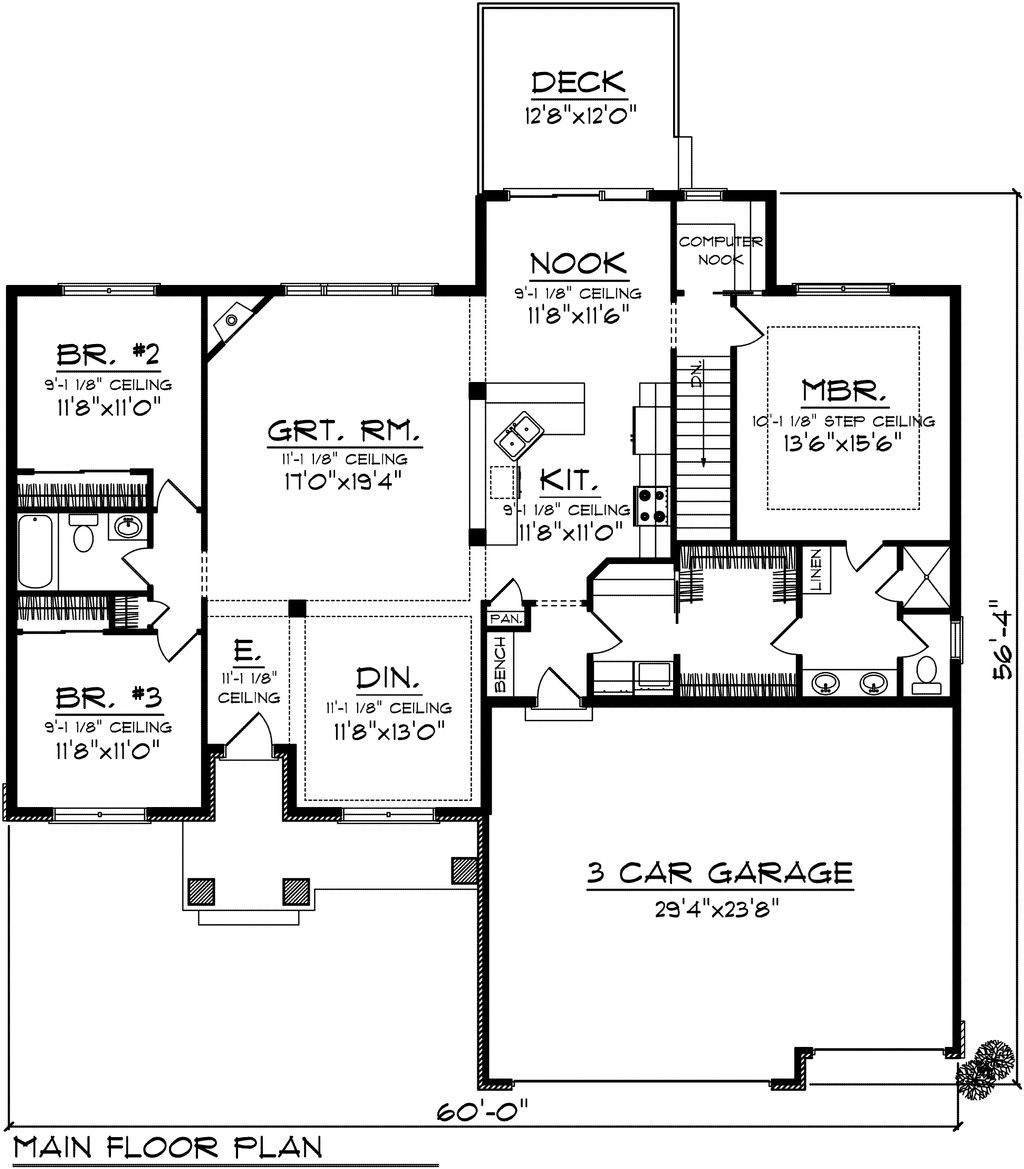 DECK
12'8"x12'0"
COMPUTER
NOOK
NOOK
9'-1 1/8" CEILING
11'8"x11'6"
BR. #2
9'-1 1/8" CEILING
11'8"x11'0"
GRT. RM.
11'-1 1/8" CEILING
17'0"x19'4"
DN.
MBR.
10'-1 1/8" STEP CEILING
13'6"x15'6"
KIT.
9'-1 1/8" CEILING
11'8"x11'0"
LINEN
PAN.
BENCH
56'-4"
E.
11'-1 1/8"
CEILING
DIN.
11'-1 1/8" CEILING
11'8"x13'0"
BR. #3
9'-1 1/8" CEILING
11'8"x11'0"
3 CAR GARAGE
29'4"x23'8"
60'-0"
MAIN FLOOR PLAN